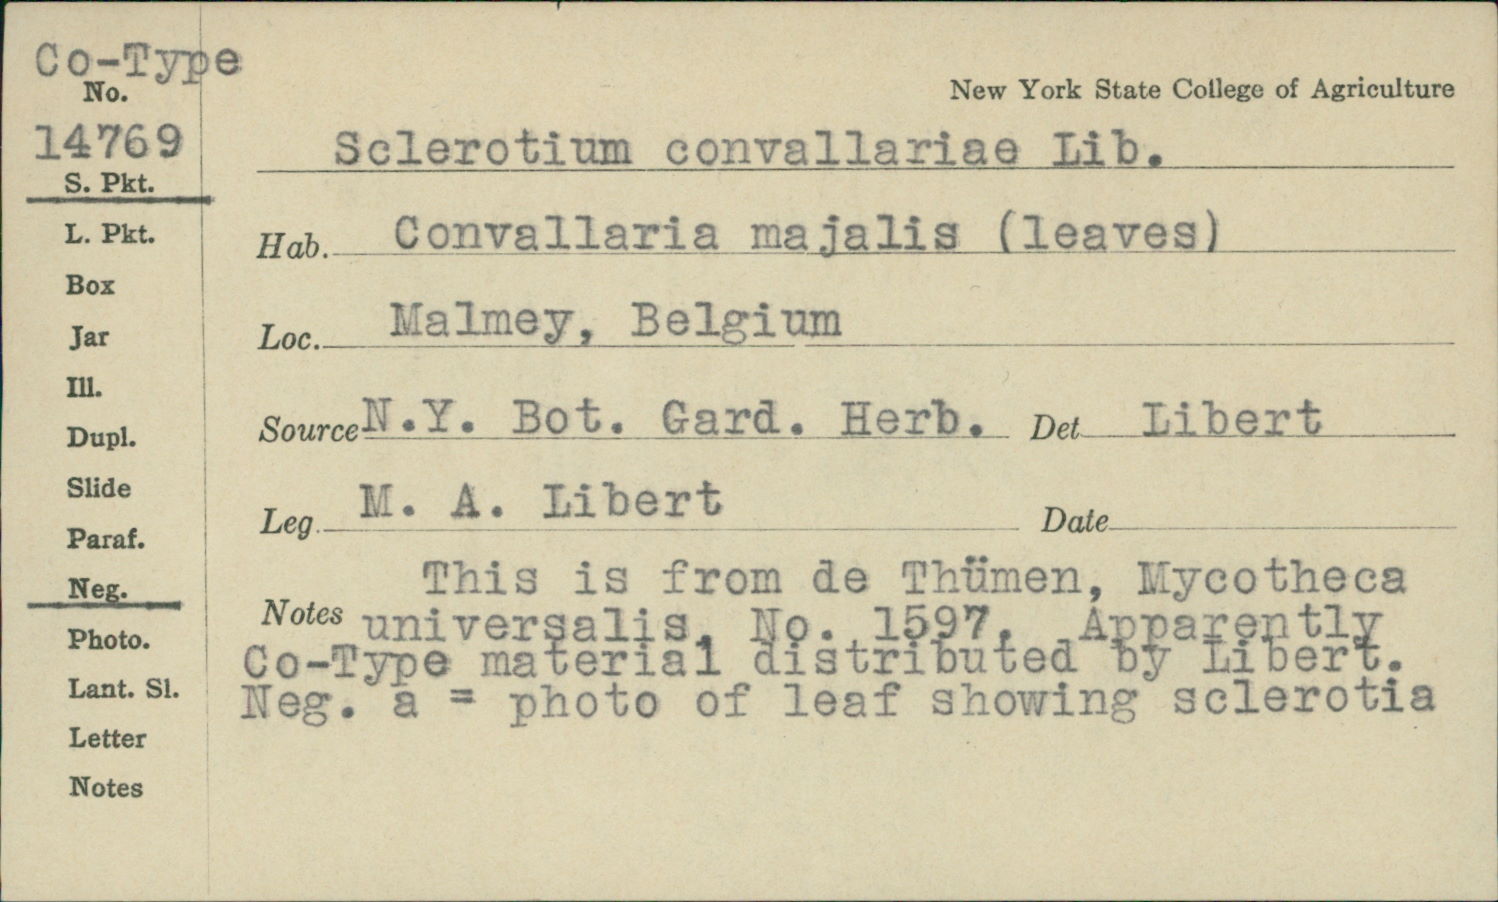 Co-Type
No.
14769
S. Pkt.
L. Pkt.
Box
Jar
Ill.
Dupl.
Slide
Paraf.
Neg.
Photo.
Lant. Sl.
Letter
Notes
New York State College of Agriculture
Sclerotium convallariae Lib.
Hab. Convallaria majalis (leaves)
Loc. Malmey, Belgium
Source N.Y. Bot. Gard. Herb. Det Libert
Leg. M. A. Libert Date
This is from de Thümen, Mycotheca
Notes universalis, No. 1597. Apparently
Co-Type material distributed by Libert.
Neg. a = photo of leaf showing sclerotia